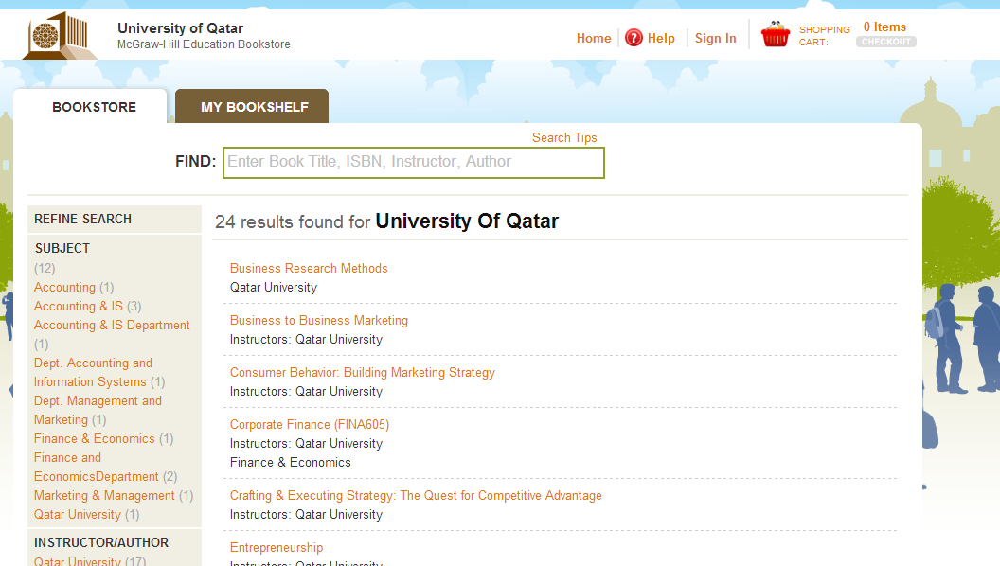 University of Qatar
McGraw-Hill Education Bookstore
Home
? Help
Sign In
SHOPPING
CART:
0 Items
CHECKOUT
BOOKSTORE
MY BOOKSHELF
Search Tips
FIND:
Enter Book Title, ISBN, Instructor, Author
REFINE SEARCH
SUBJECT
(12)
Accounting (1)
Accounting & IS (3)
Accounting & IS Department
(1)
Dept. Accounting and
Information Systems (1)
Dept. Management and
Marketing (1)
Finance & Economics (1)
Finance and
EconomicsDepartment (2)
Marketing & Management (1)
Qatar University (1)
INSTRUCTOR/AUTHOR
Qatar University (17)
24 results found for University Of Qatar
Business Research Methods
Qatar University
Business to Business Marketing
Instructors: Qatar University
Consumer Behavior: Building Marketing Strategy
Instructors: Qatar University
Corporate Finance (FINA605)
Instructors: Qatar University
Finance & Economics
Crafting & Executing Strategy: The Quest for Competitive Advantage
Instructors: Qatar University
Entrepreneurship
Instructors: Qatar University